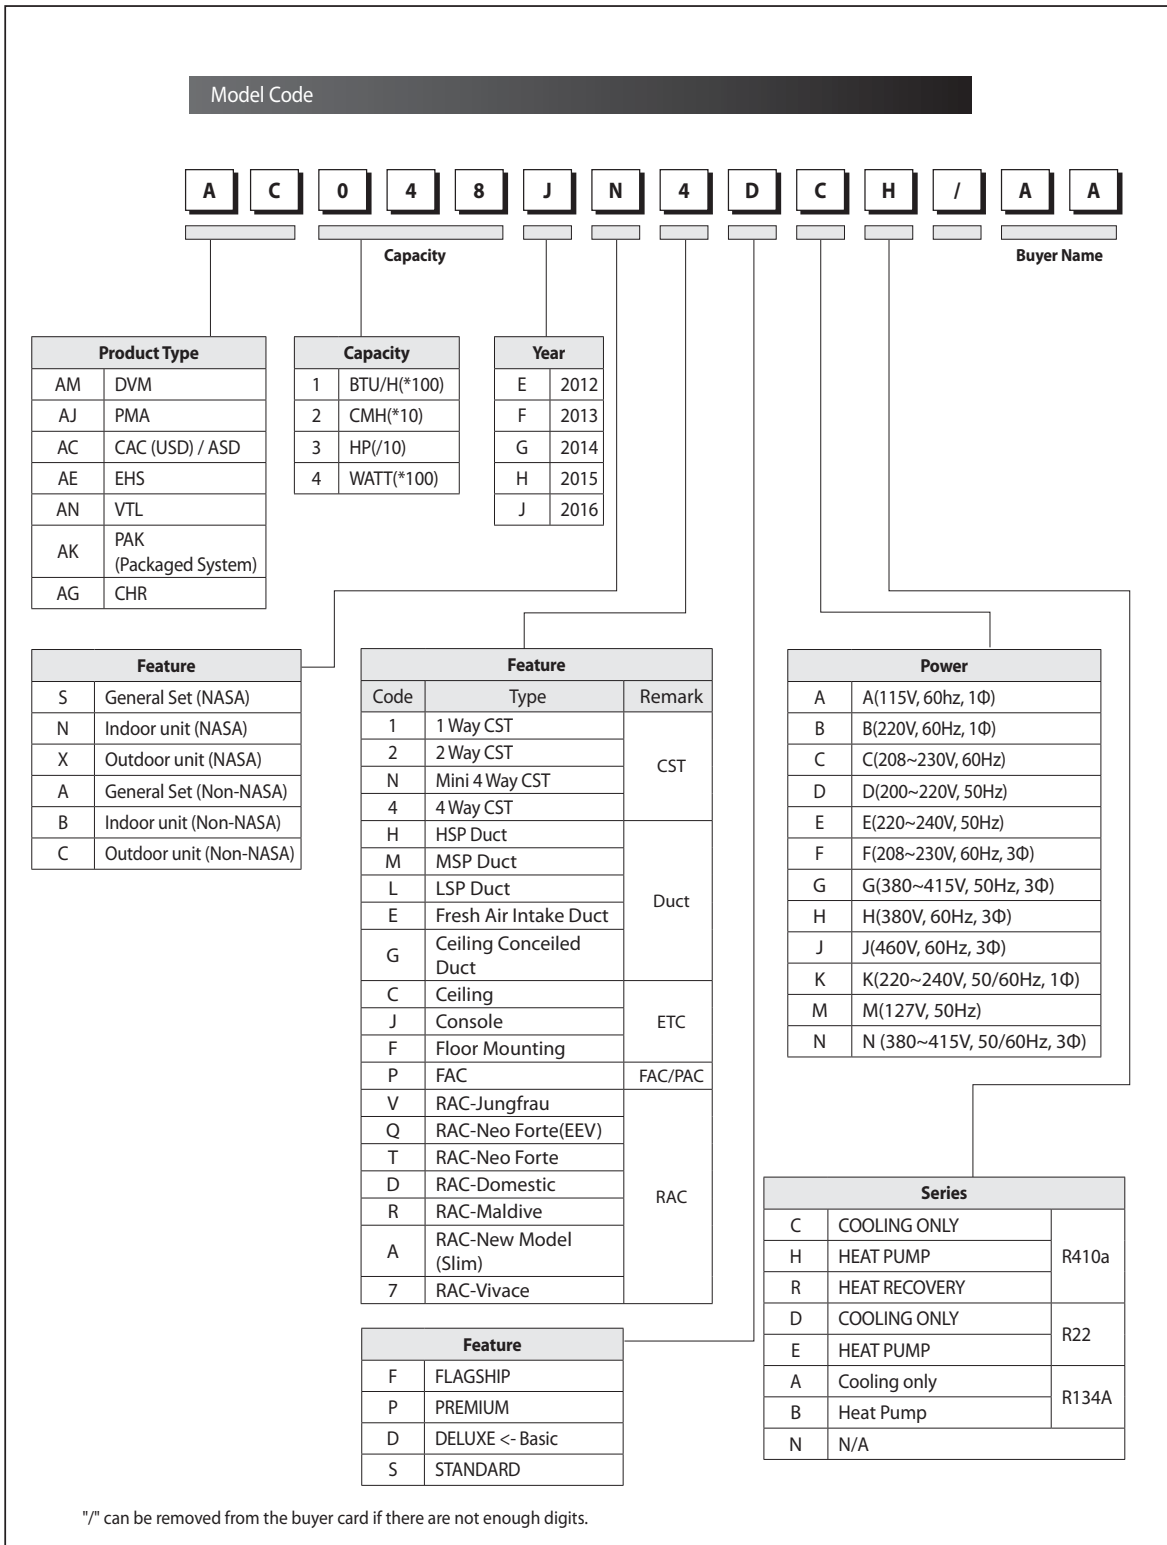 Model Code
A C 0 4 8 J N 4 D C H / A A
Capacity
Buyer Name
Product Type
AM DVM
AJ PMA
AC CAC (USD) / ASD
AE EHS
AN VTL
AK PAK
(Packaged System)
AG CHR
Capacity
1 BTU/H(*100)
2 CMH(*10)
3 HP(/10)
4 WATT(*100)
Year
E 2012
F 2013
G 2014
H 2015
J 2016
Feature
S General Set (NASA)
N Indoor unit (NASA)
X Outdoor unit (NASA)
A General Set (Non-NASA)
B Indoor unit (Non-NASA)
C Outdoor unit (Non-NASA)
Feature
Code Type Remark
1 1 Way CST
2 2 Way CST
CST
N Mini 4 Way CST
4 4 Way CST
H HSP Duct
M MSP Duct
L LSP Duct
Duct
E Fresh Air Intake Duct
G Ceiling Conceiled
Duct
C Ceiling
J Console ETC
F Floor Mounting
P FAC FAC/PAC
V RAC-Jungfrau
Q RAC-Neo Forte(EEV)
T RAC-Neo Forte
D RAC-Domestic
RAC
R RAC-Maldive
A RAC-New Model
(Slim)
7 RAC-Vivace
Feature
F FLAGSHIP
P PREMIUM
D DELUXE <- Basic
S STANDARD
Power
A A(115V, 60hz, 1Φ)
B B(220V, 60Hz, 1Φ)
C C(208~230V, 60Hz)
D D(200~220V, 50Hz)
E E(220~240V, 50Hz)
F F(208~230V, 60Hz, 3Φ)
G G(380~415V, 50Hz, 3Φ)
H H(380V, 60Hz, 3Φ)
J J(460V, 60Hz, 3Φ)
K K(220~240V, 50/60Hz, 1Φ)
M M(127V, 50Hz)
N N (380~415V, 50/60Hz, 3Φ)
Series
C COOLING ONLY
H HEAT PUMP R410a
R HEAT RECOVERY
D COOLING ONLY
R22
E HEAT PUMP
A Cooling only
R134A
B Heat Pump
N N/A
"/" can be removed from the buyer card if there are not enough digits.